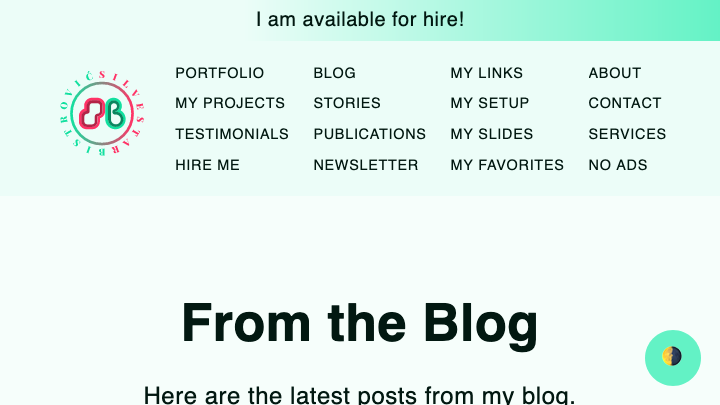 I am available for hire!
SILVESTAR BISTROVIĆ
PORTFOLIO BLOG MY LINKS ABOUT
MY PROJECTS STORIES MY SETUP CONTACT
TESTIMONIALS PUBLICATIONS MY SLIDES SERVICES
HIRE ME NEWSLETTER MY FAVORITES NO ADS
From the Blog
Here are the latest posts from my blog.